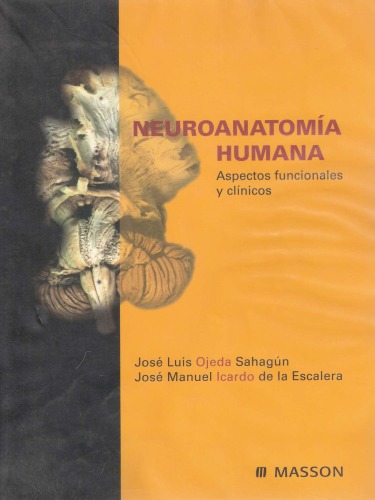 NEUROANATOMÍA
HUMANA
Aspectos funcionales
y clínicos
José Luis Ojeda Sahagún
José Manuel Icardo de la Escalera
M MASSON